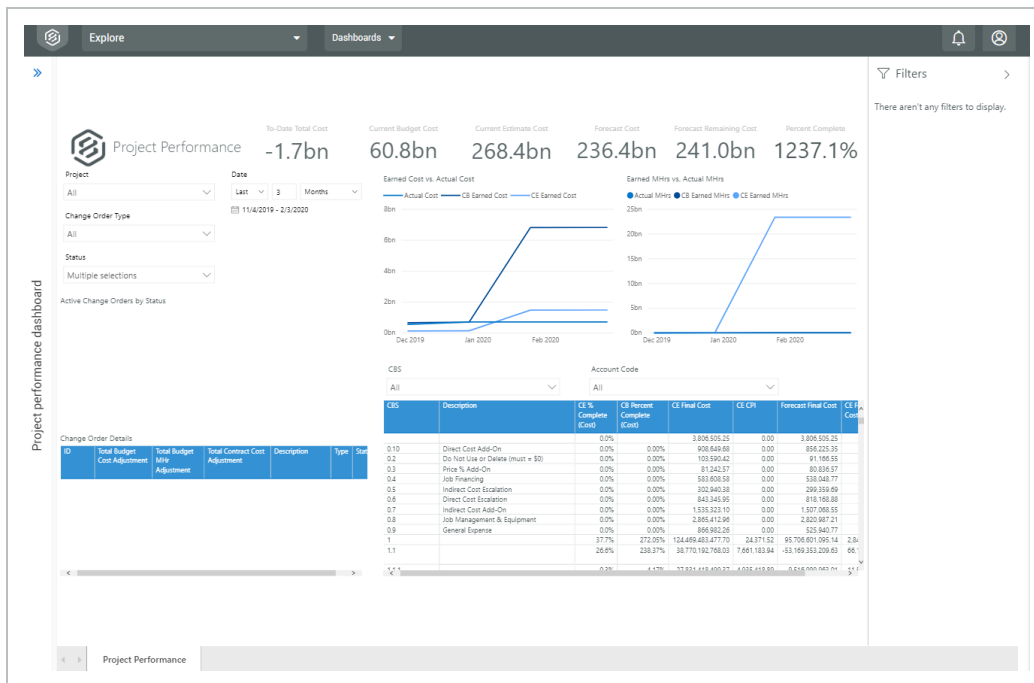 Explore
Dashboards
Filters
There aren't any filters to display.
Project performance dashboard
Project Performance
To-Date Total Cost
-1.7bn
Current Budget Cost
60.8bn
Current Estimate Cost
268.4bn
Forecast Cost
236.4bn
Forecast Remaining Cost
241.0bn
Percent Complete
1237.1%
Project
All
Date
Last 3 Months
11/4/2019 - 2/3/2020
Change Order Type
All
Status
Multiple selections
Active Change Orders by Status
Earned Cost vs. Actual Cost
Actual Cost CB Earned Cost CE Earned Cost
8bn
6bn
4bn
2bn
0bn
Dec 2019 Jan 2020 Feb 2020
Earned MHrs vs. Actual MHrs
Actual MHrs CB Earned MHrs CE Earned MHrs
25bn
20bn
15bn
10bn
5bn
0bn
Dec 2019 Jan 2020 Feb 2020
CBS
All
Account Code
All
Change Order Details
ID Total Budget Cost Adjustment Total Budget MHr Adjustment Total Contract Cost Adjustment Description Type Stat
CBS Description CE % Complete (Cost) CB Percent Complete (Cost) CE Final Cost CE CPI Forecast Final Cost CE F Cost
0.0% 3,806,505.25 0.00 3,806,505.25
0.10 Direct Cost Add-On 0.0% 0.00% 908,649.68 0.00 856,225.35
0.2 Do Not Use or Delete (must = $0) 0.0% 0.00% 103,590.42 0.00 91,166.55
0.3 Price % Add-On 0.0% 0.00% 81,242.57 0.00 80,836.57
0.4 Job Financing 0.0% 0.00% 583,608.58 0.00 538,048.77
0.5 Indirect Cost Escalation 0.0% 0.00% 302,940.38 0.00 299,359.69
0.6 Direct Cost Escalation 0.0% 0.00% 843,345.95 0.00 818,168.88
0.7 Indirect Cost Add-On 0.0% 0.00% 1,535,323.10 0.00 1,507,068.55
0.8 Job Management & Equipment 0.0% 0.00% 2,865,412.96 0.00 2,820,987.21
0.9 General Expense 0.0% 0.00% 866,982.26 0.00 525,940.77
1 37.7% 272.05% 124,469,483,477.70 24,371.52 95,706,601,095.14 2,84
1.1 26.6% 238.37% 38,770,192,768.03 7,661,183.94 -53,169,353,209.63 66,1
Project Performance